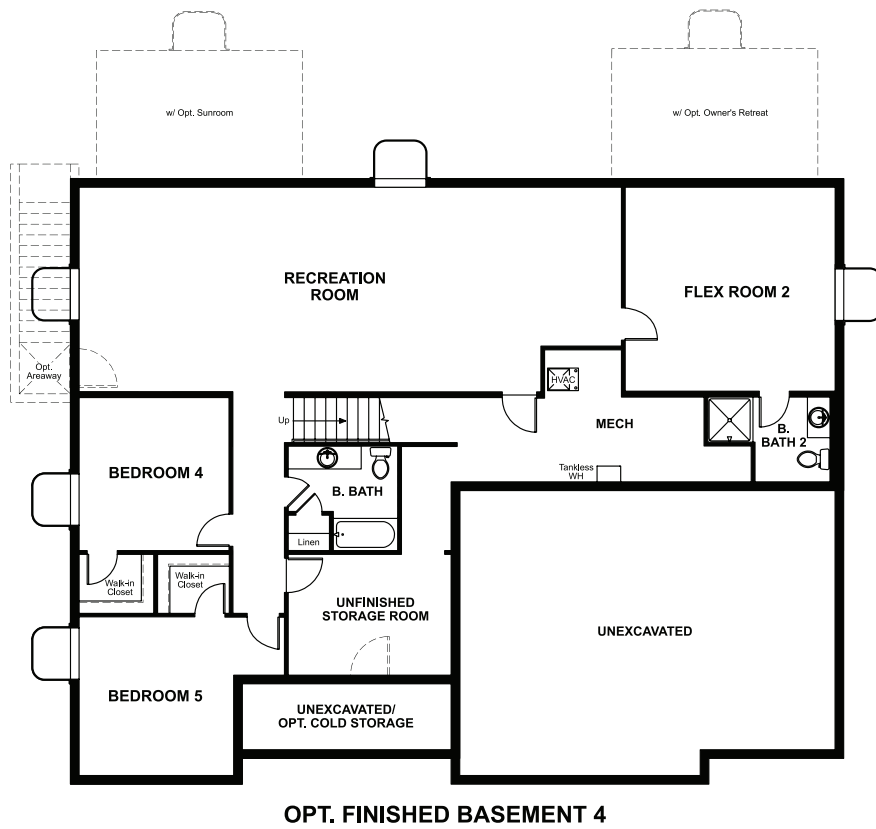 w/ Opt. Sunroom
w/ Opt. Owner's Retreat
RECREATION
ROOM
FLEX ROOM 2
Opt.
Areaway
HVAC
Up
MECH
B.
BATH 2
BEDROOM 4
B. BATH
Tankless
WH
Linen
Walk-in
Closet
Walk-in
Closet
UNFINISHED
STORAGE ROOM
UNEXCAVATED
BEDROOM 5
UNEXCAVATED/
OPT. COLD STORAGE
OPT. FINISHED BASEMENT 4